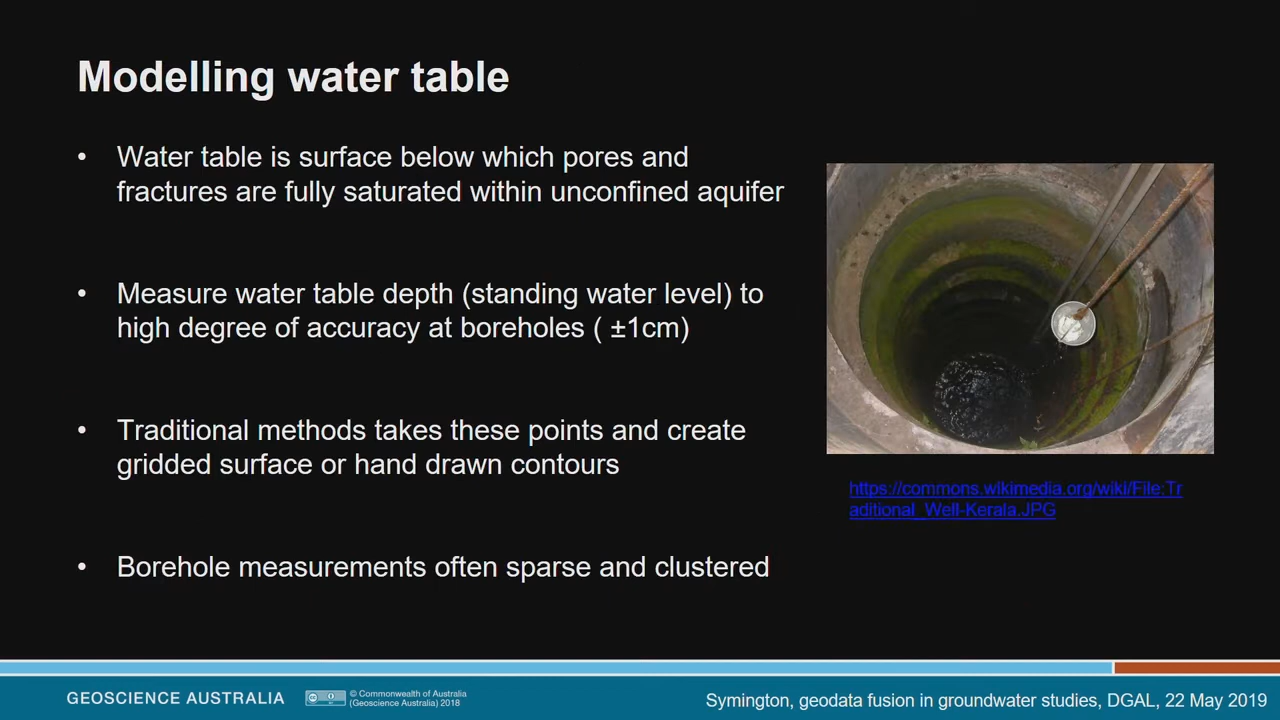 Modelling water table
• Water table is surface below which pores and
fractures are fully saturated within unconfined aquifer
• Measure water table depth (standing water level) to
high degree of accuracy at boreholes ( ±1cm)
• Traditional methods takes these points and create
gridded surface or hand drawn contours
• Borehole measurements often sparse and clustered
https://commons.wikimedia.org/wiki/File:Tr
aditional_Well-Kerala.JPG
GEOSCIENCE AUSTRALIA
© Commonwealth of Australia
(Geoscience Australia) 2018
Symington, geodata fusion in groundwater studies, DGAL, 22 May 2019